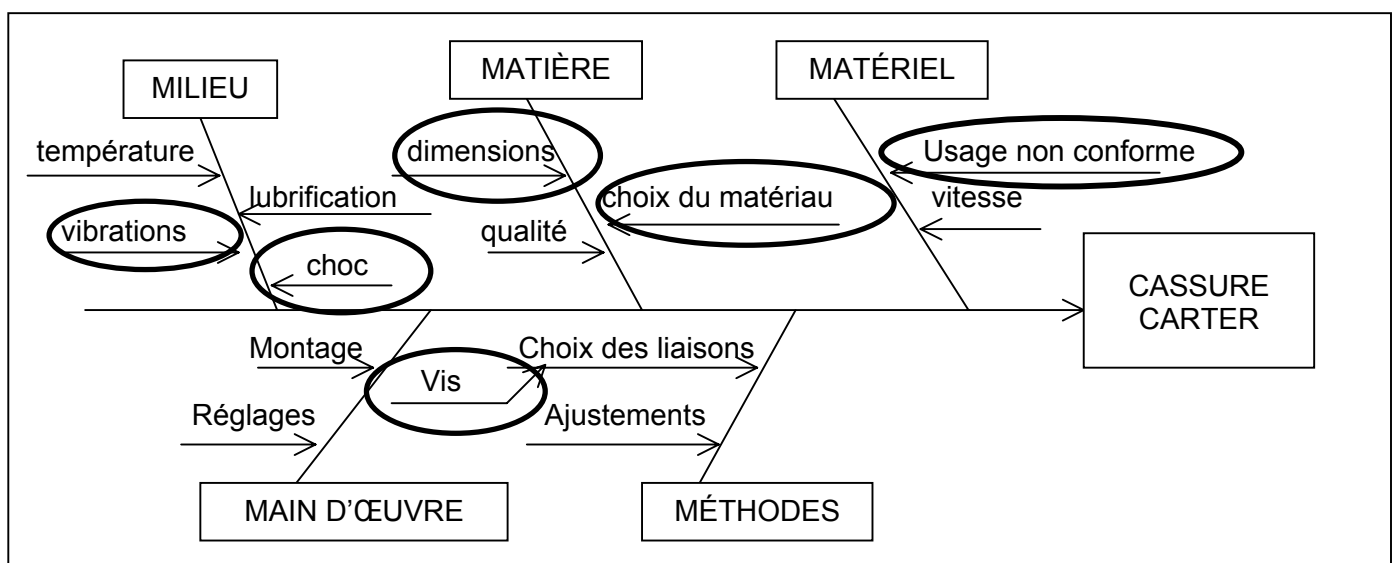 MILIEU
MATIÈRE
MATÉRIEL
température
dimensions
Usage non conforme
lubrification
choix du matériau
vitesse
vibrations
qualité
choc
CASSURE
CARTER
Montage
Vis
Choix des liaisons
Réglages
Ajustements
MAIN D'ŒUVRE
MÉTHODES